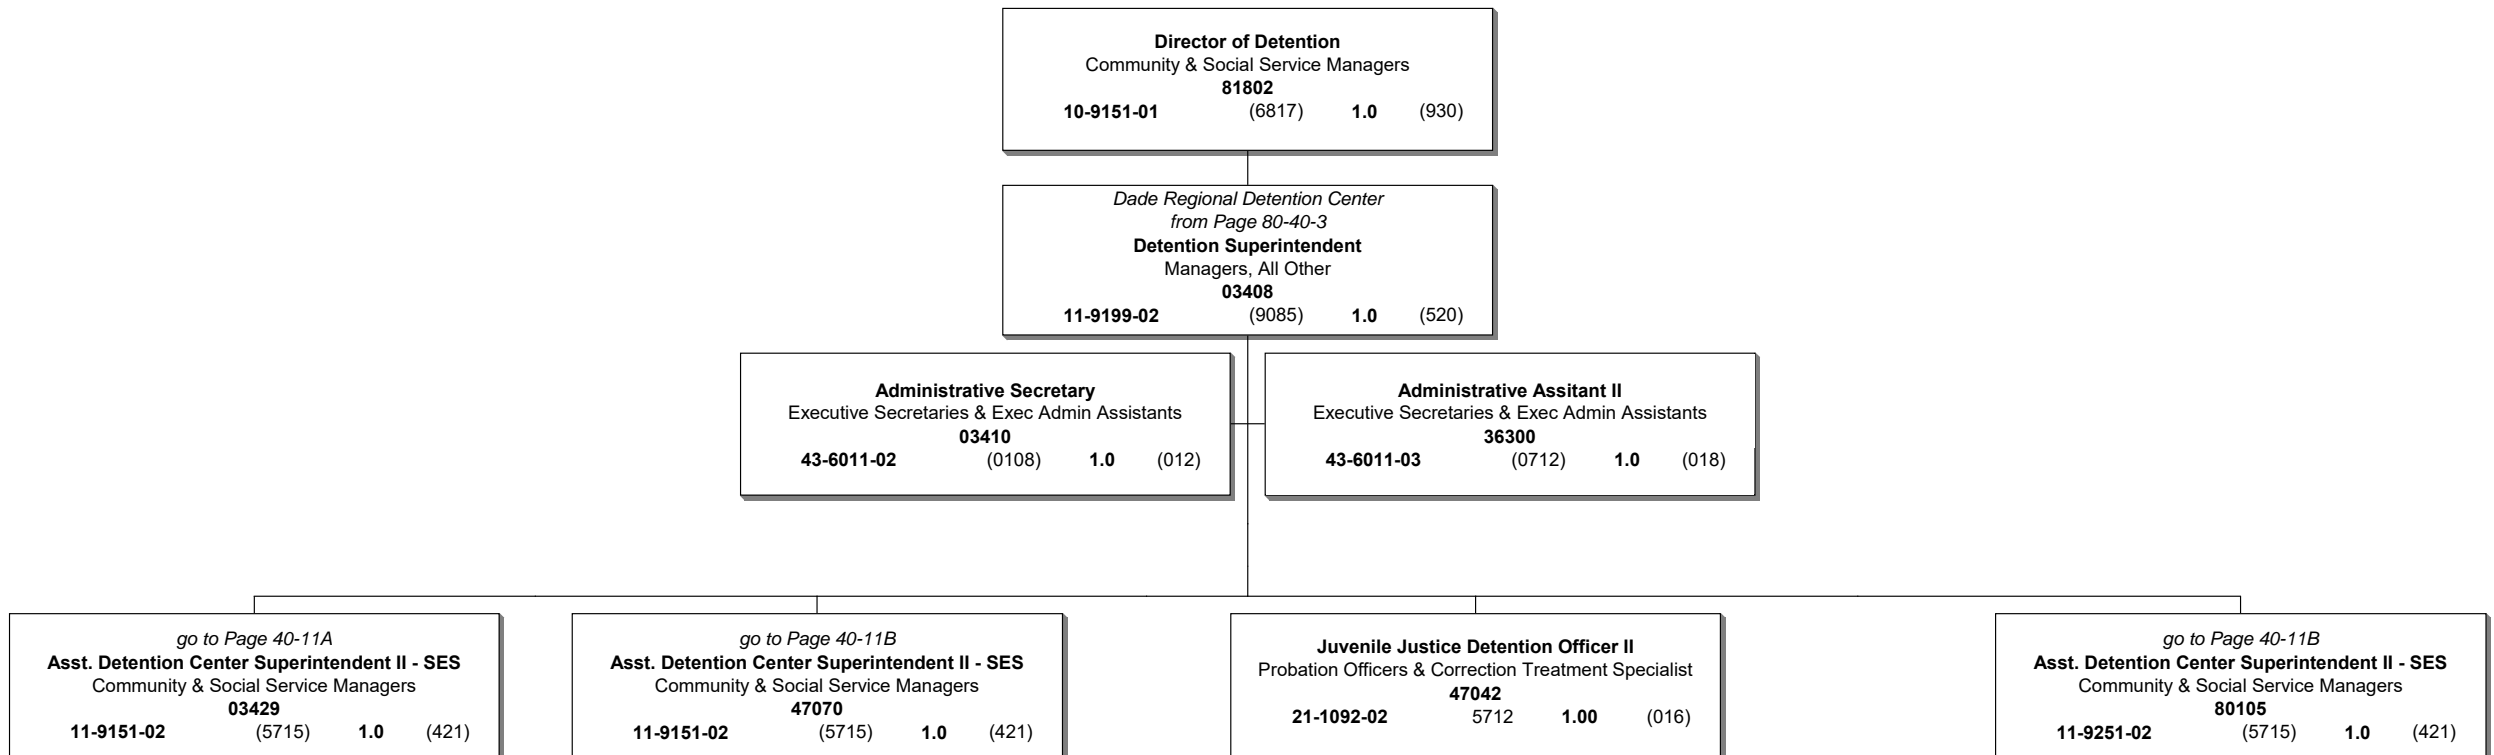 Director of Detention
Community & Social Service Managers
81802
10-9151-01 (6817) 1.0 (930)
Dade Regional Detention Center
from Page 80-40-3
Detention Superintendent
Managers, All Other
03408
11-9199-02 (9085) 1.0 (520)
Administrative Secretary
Executive Secretaries & Exec Admin Assistants
03410
43-6011-02 (0108) 1.0 (012)
Administrative Assitant II
Executive Secretaries & Exec Admin Assistants
36300
43-6011-03 (0712) 1.0 (018)
go to Page 40-11A
Asst. Detention Center Superintendent II - SES
Community & Social Service Managers
03429
11-9151-02 (5715) 1.0 (421)
go to Page 40-11B
Asst. Detention Center Superintendent II - SES
Community & Social Service Managers
47070
11-9151-02 (5715) 1.0 (421)
Juvenile Justice Detention Officer II
Probation Officers & Correction Treatment Specialist
47042
21-1092-02 5712 1.00 (016)
go to Page 40-11B
Asst. Detention Center Superintendent II - SES
Community & Social Service Managers
80105
11-9251-02 (5715) 1.0 (421)